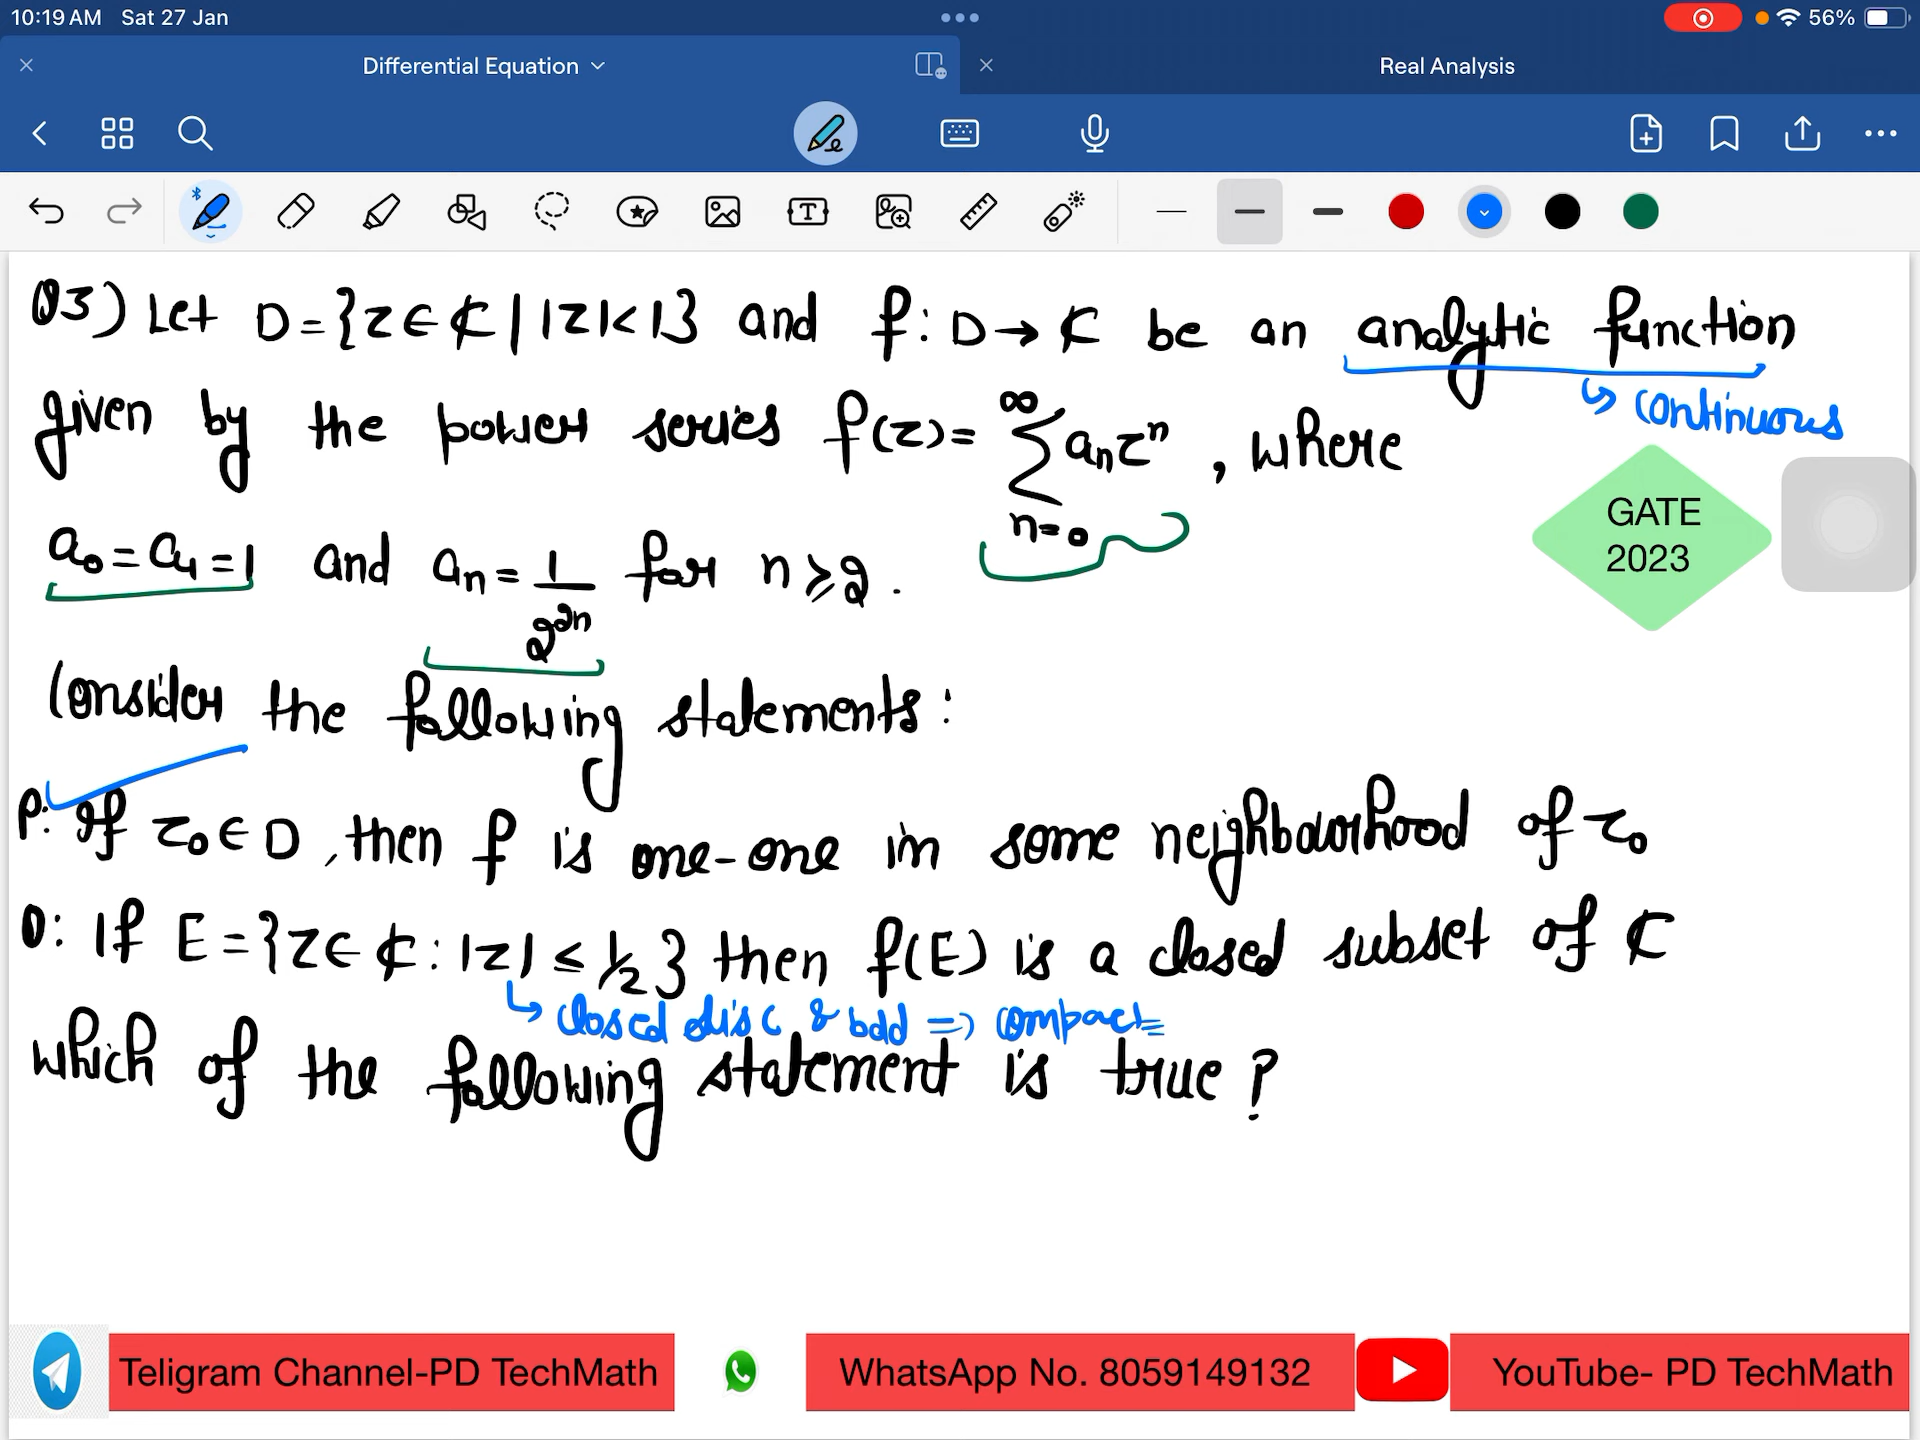 10:19 AM Sat 27 Jan
56%
Differential Equation
Real Analysis
Q3) Let D = {z ∈ ₵ | |z| < 1} and f: D → ₵ be an analytic function
↳ continuous
given by the power series f(z) = ∞ Σ n=0 aₙzⁿ, where
GATE
2023
a₀ = a₁ = 1 and aₙ = 1/2²ⁿ for n ≥ 2.
Consider the following statements:
P: If z₀ ∈ D, then f is one-one in some neighbourhood of z₀
Q: If E = {z ∈ ₵ : |z| ≤ 1/2} then f(E) is a closed subset of ₵
↳ closed disc & bdd ⇒ compact
which of the following statement is true?
Teligram Channel-PD TechMath
WhatsApp No. 8059149132
YouTube- PD TechMath